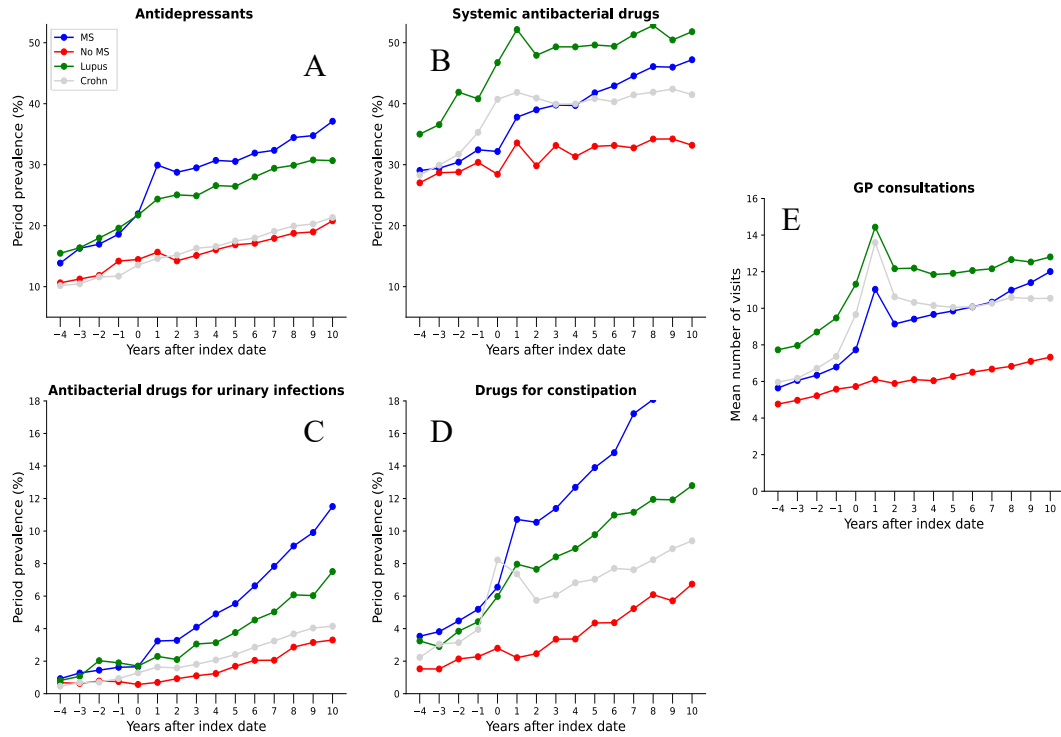 Antidepressants
MS
No MS
Lupus
Crohn
A
Period prevalence (%)
50
40
30
20
10
−4 −3 −2 −1 0 1 2 3 4 5 6 7 8 9 10
Years after index date
Systemic antibacterial drugs
B
Period prevalence (%)
50
40
30
20
10
−4 −3 −2 −1 0 1 2 3 4 5 6 7 8 9 10
Years after index date
Antibacterial drugs for urinary infections
C
Period prevalence (%)
18
16
14
12
10
8
6
4
2
0
−4 −3 −2 −1 0 1 2 3 4 5 6 7 8 9 10
Years after index date
Drugs for constipation
D
Period prevalence (%)
18
16
14
12
10
8
6
4
2
0
−4 −3 −2 −1 0 1 2 3 4 5 6 7 8 9 10
Years after index date
GP consultations
E
Mean number of visits
16
14
12
10
8
6
4
2
0
−4 −3 −2 −1 0 1 2 3 4 5 6 7 8 9 10
Years after index date